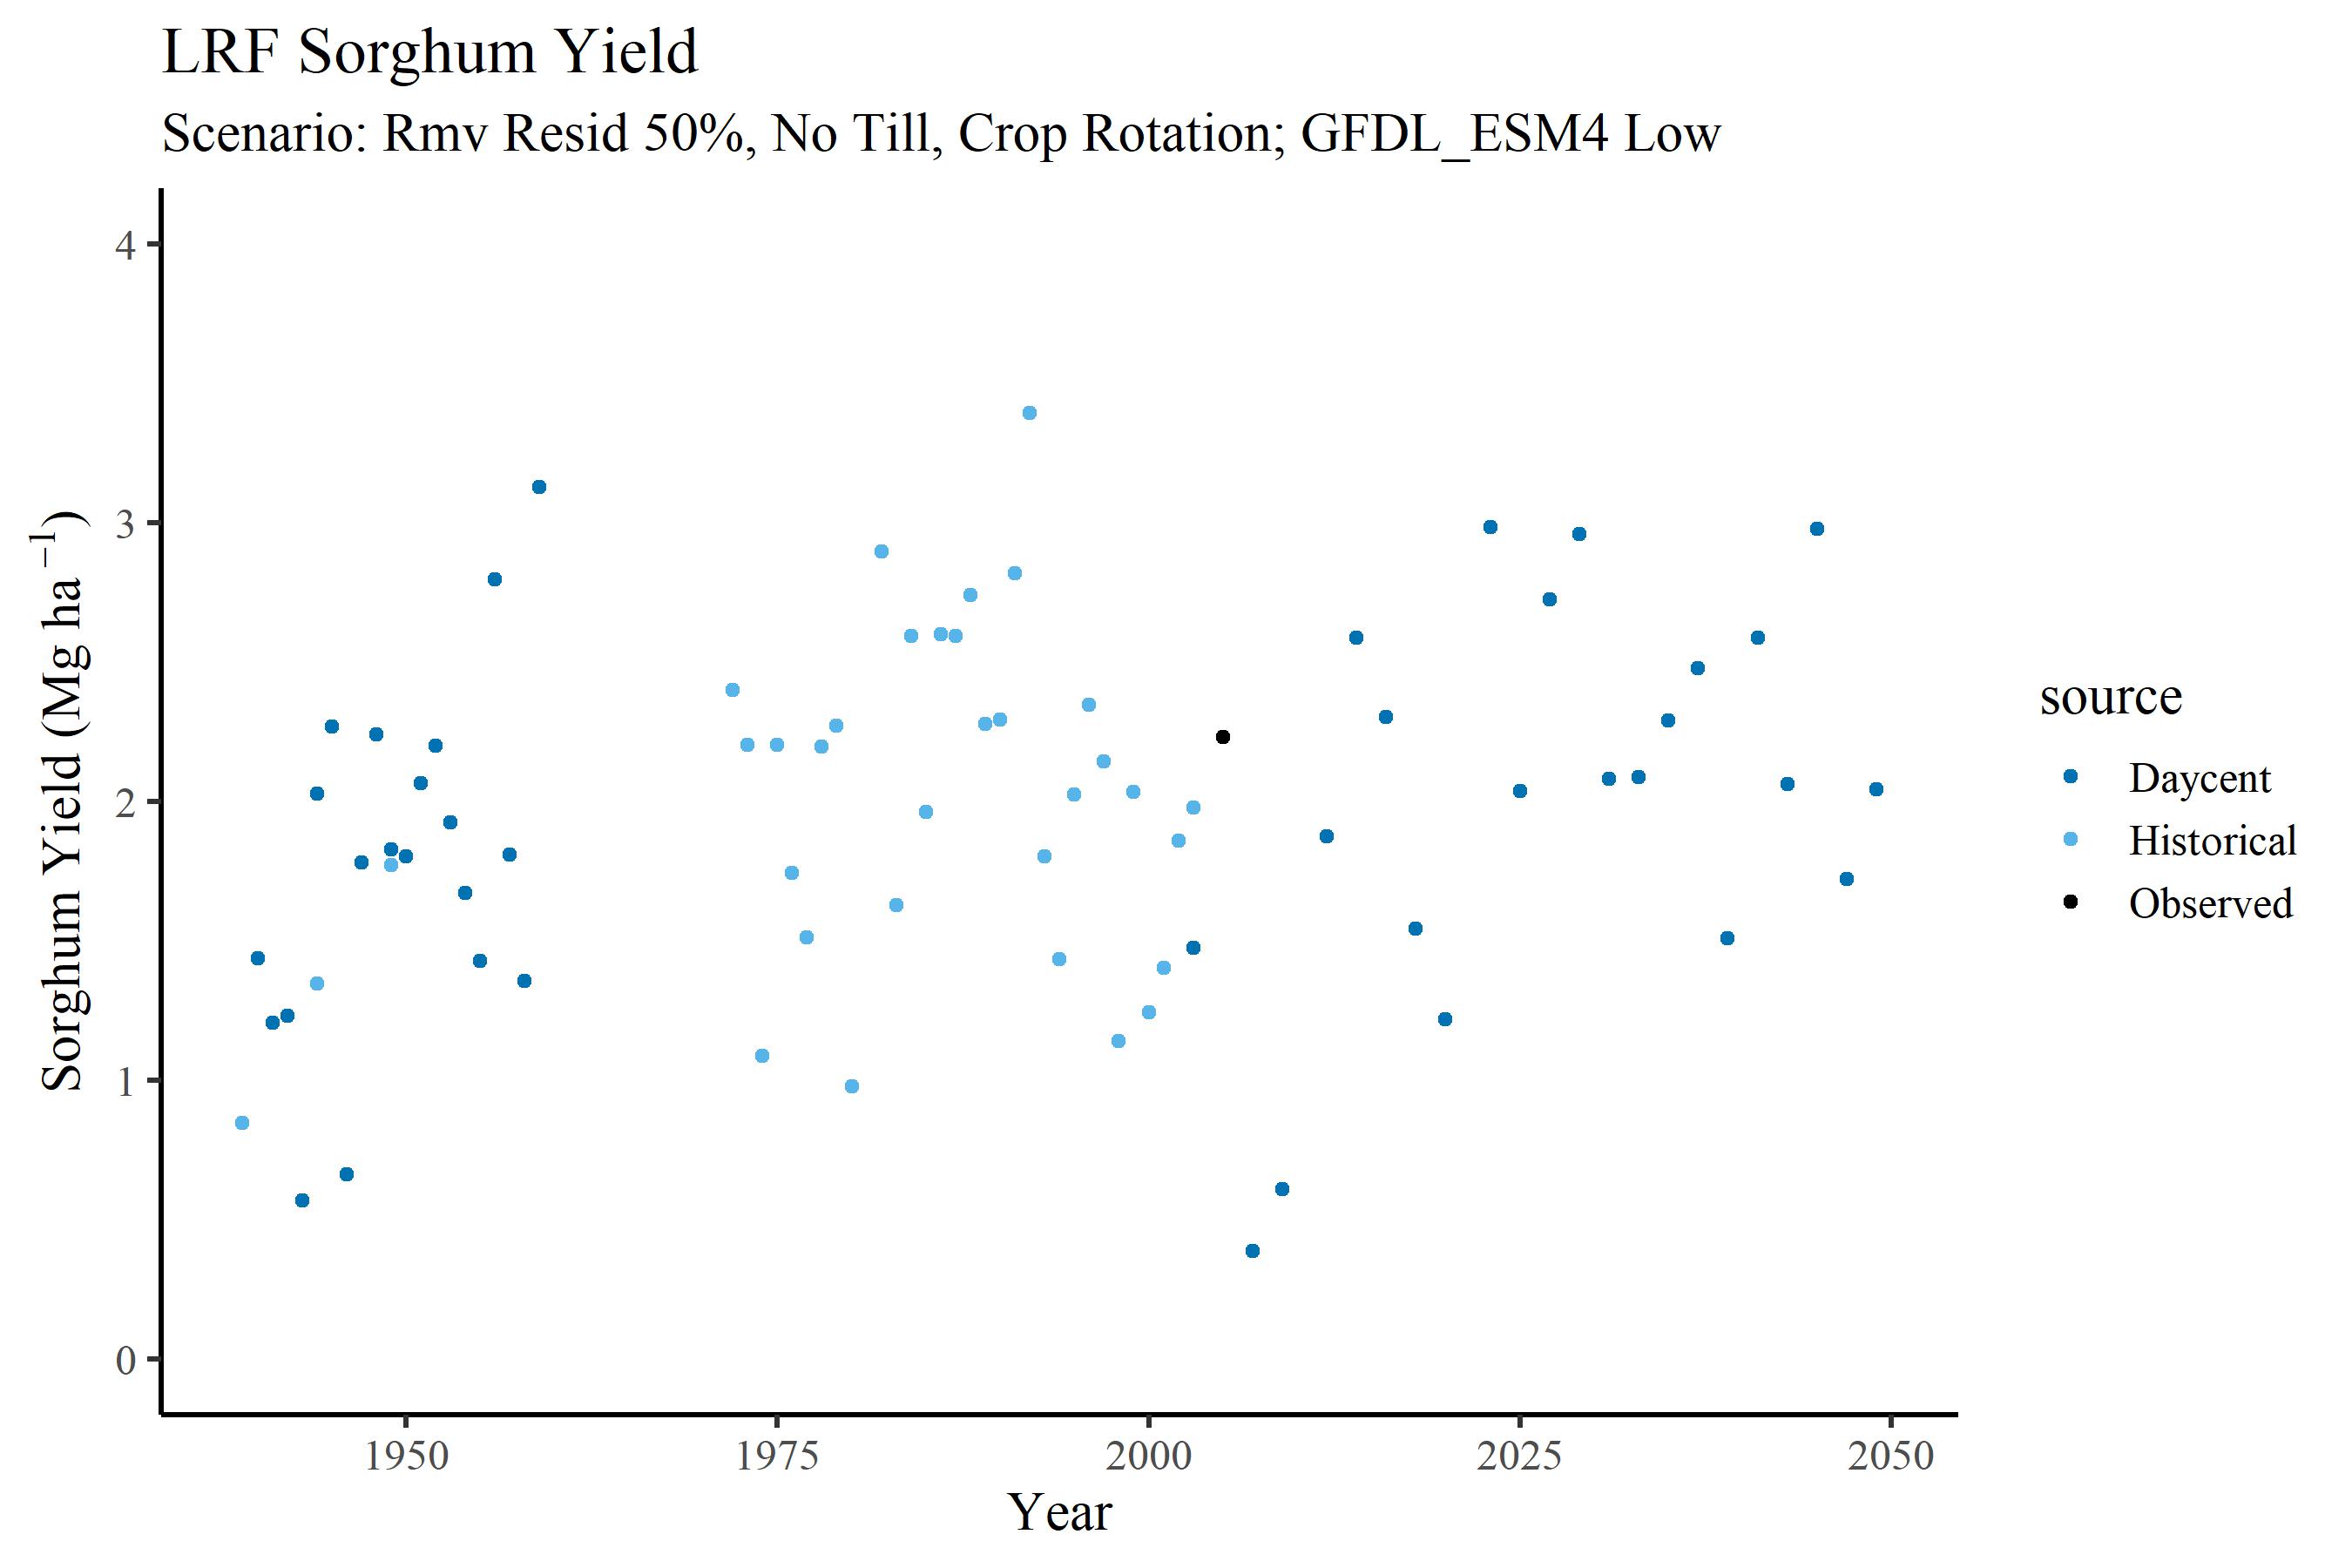 LRF Sorghum Yield
Scenario: Rmv Resid 50%, No Till, Crop Rotation; GFDL_ESM4 Low
Sorghum Yield (Mg ha −1)
4
3
2
1
0
1950
1975
2000
2025
2050
Year
source
Daycent
Historical
Observed